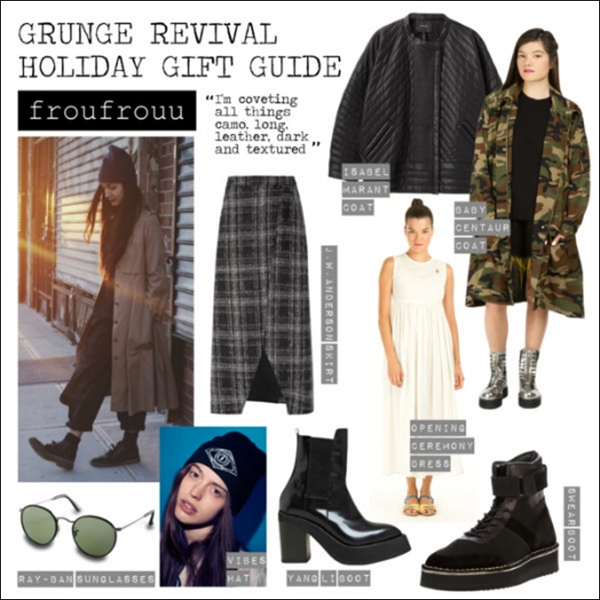 GRUNGE REVIVAL
HOLIDAY GIFT GUIDE
froufrouu
“I'm coveting
all things
camo, long,
leather, dark
and textured”
ISABEL
MARANT
COAT
BABY
CENTAUR
COAT
J.W.ANDERSON SKIRT
OPENING
CEREMONY
DRESS
SWEAR BOOT
VIBES
HAT
RAY-BAN SUNGLASSES
YANG LI BOOT